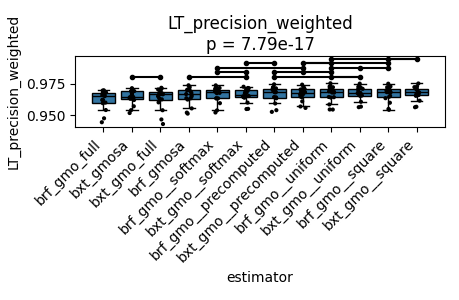 LT_precision_weighted
p = 7.79e-17
LT_precision_weighted
0.975
0.950
brf_gmo_full
bxt_gmosa
bxt_gmo_full
brf_gmosa
brf_gmo__softmax
bxt_gmo__softmax
brf_gmo__precomputed
bxt_gmo__precomputed
brf_gmo__uniform
bxt_gmo__uniform
brf_gmo__square
bxt_gmo__square
estimator